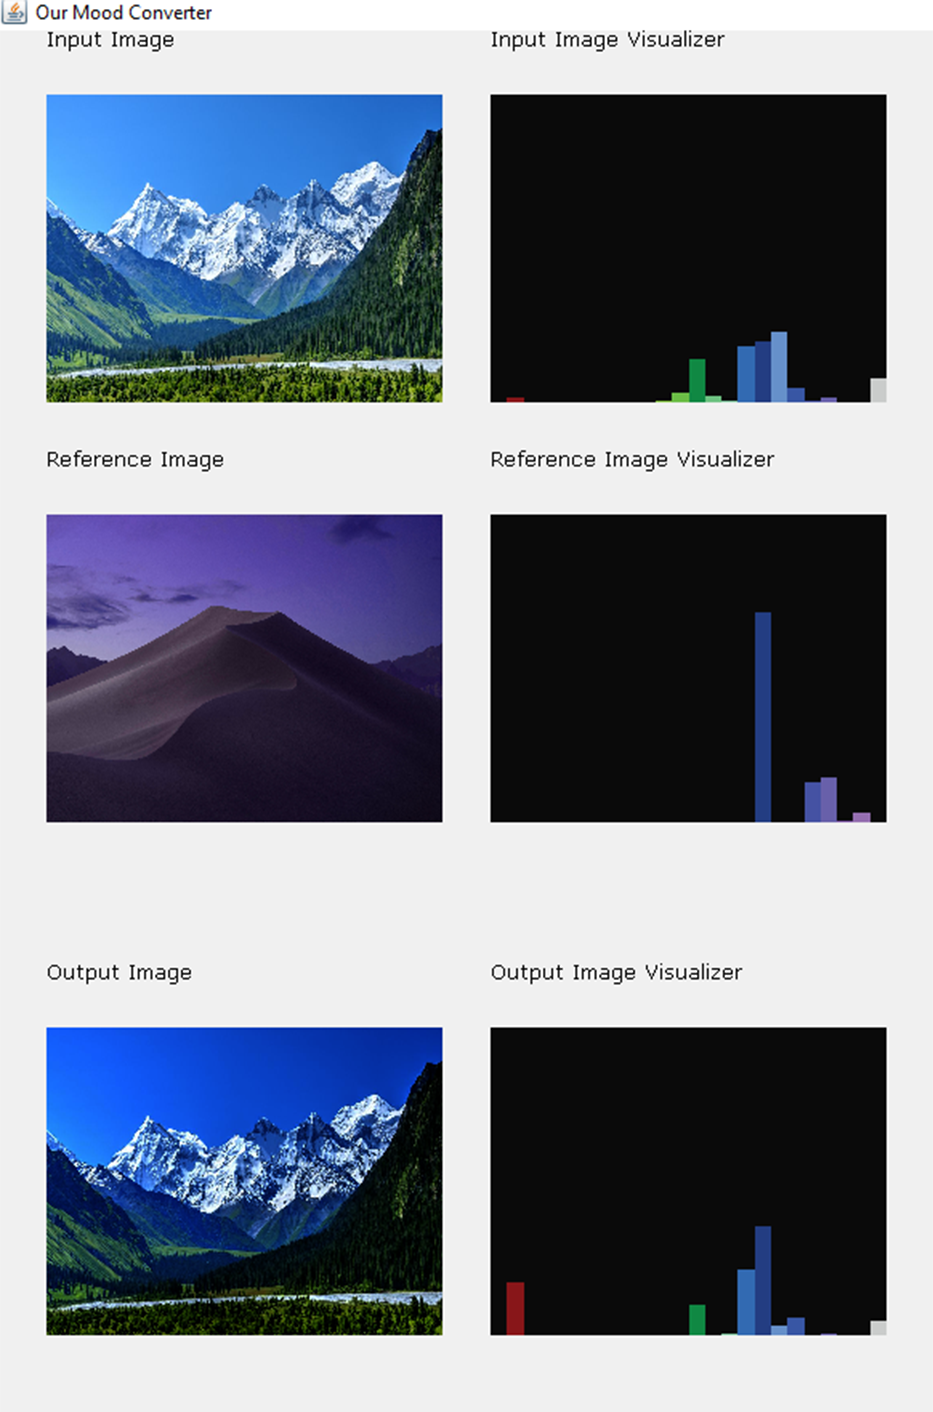 Our Mood Converter
Input Image
Input Image Visualizer
Reference Image
Reference Image Visualizer
Output Image
Output Image Visualizer